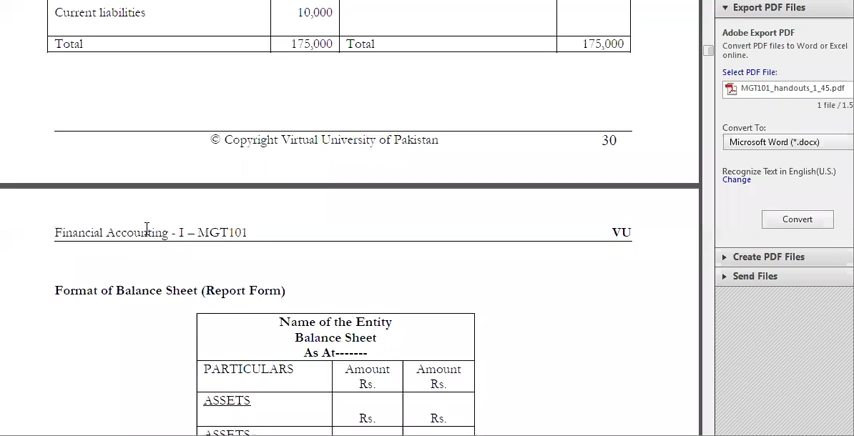 Current liabilities 10,000
Total 175,000 Total 175,000
© Copyright Virtual University of Pakistan 30
Financial Accounting - I – MGT101 VU
Format of Balance Sheet (Report Form)
Name of the Entity
Balance Sheet
As At-------
PARTICULARS Amount Amount
Rs. Rs.
ASSETS
Rs. Rs.
ASSETS
Export PDF Files
Adobe Export PDF
Convert PDF files to Word or Excel
online.
Select PDF File:
MGT101_handouts_1_45.pdf
1 file / 1.5
Convert To:
Microsoft Word (*.docx)
Recognize Text in English(U.S.)
Change
Convert
Create PDF Files
Send Files